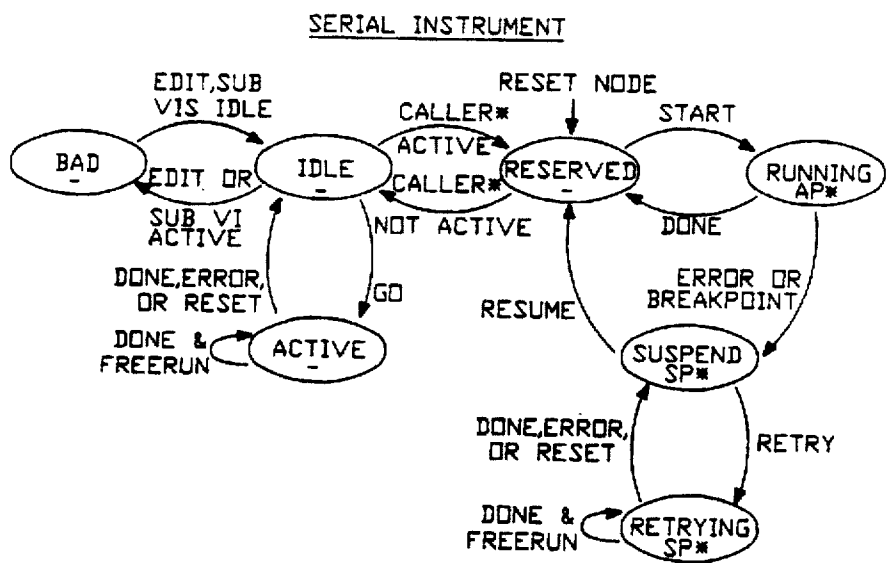 SERIAL INSTRUMENT
EDIT,SUB
VIS IDLE
CALLER*
ACTIVE
RESET NODE
START
BAD
-
EDIT OR
SUB VI
ACTIVE
IDLE
-
CALLER*
NOT ACTIVE
RESERVED
-
RUNNING
AP*
DONE
DONE,ERROR,
OR RESET
GO
RESUME
ERROR OR
BREAKPOINT
DONE &
FREERUN
ACTIVE
-
SUSPEND
SP*
DONE,ERROR,
OR RESET
RETRY
DONE &
FREERUN
RETRYING
SP*